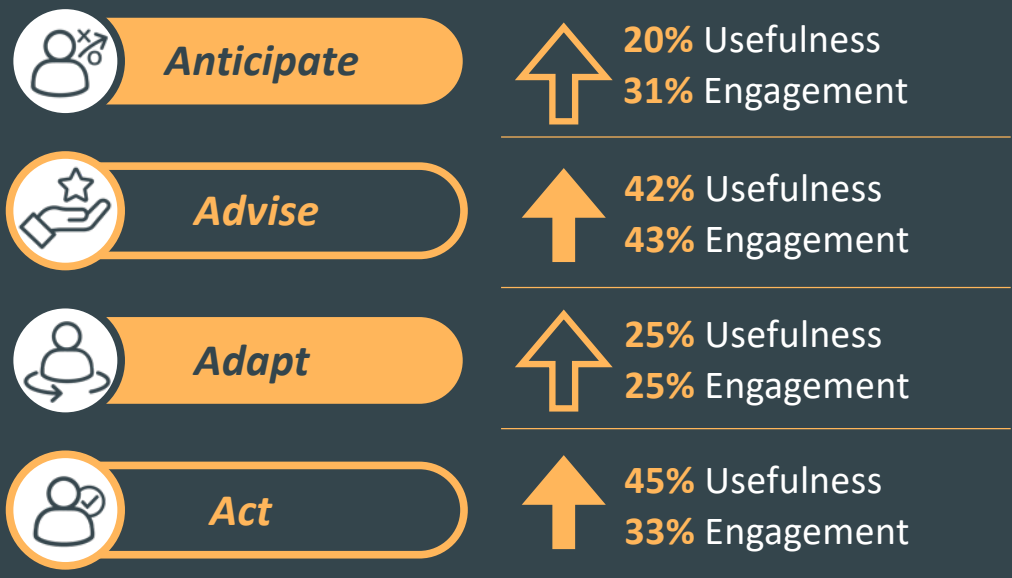 Anticipate
20% Usefulness
31% Engagement
Advise
42% Usefulness
43% Engagement
Adapt
25% Usefulness
25% Engagement
Act
45% Usefulness
33% Engagement